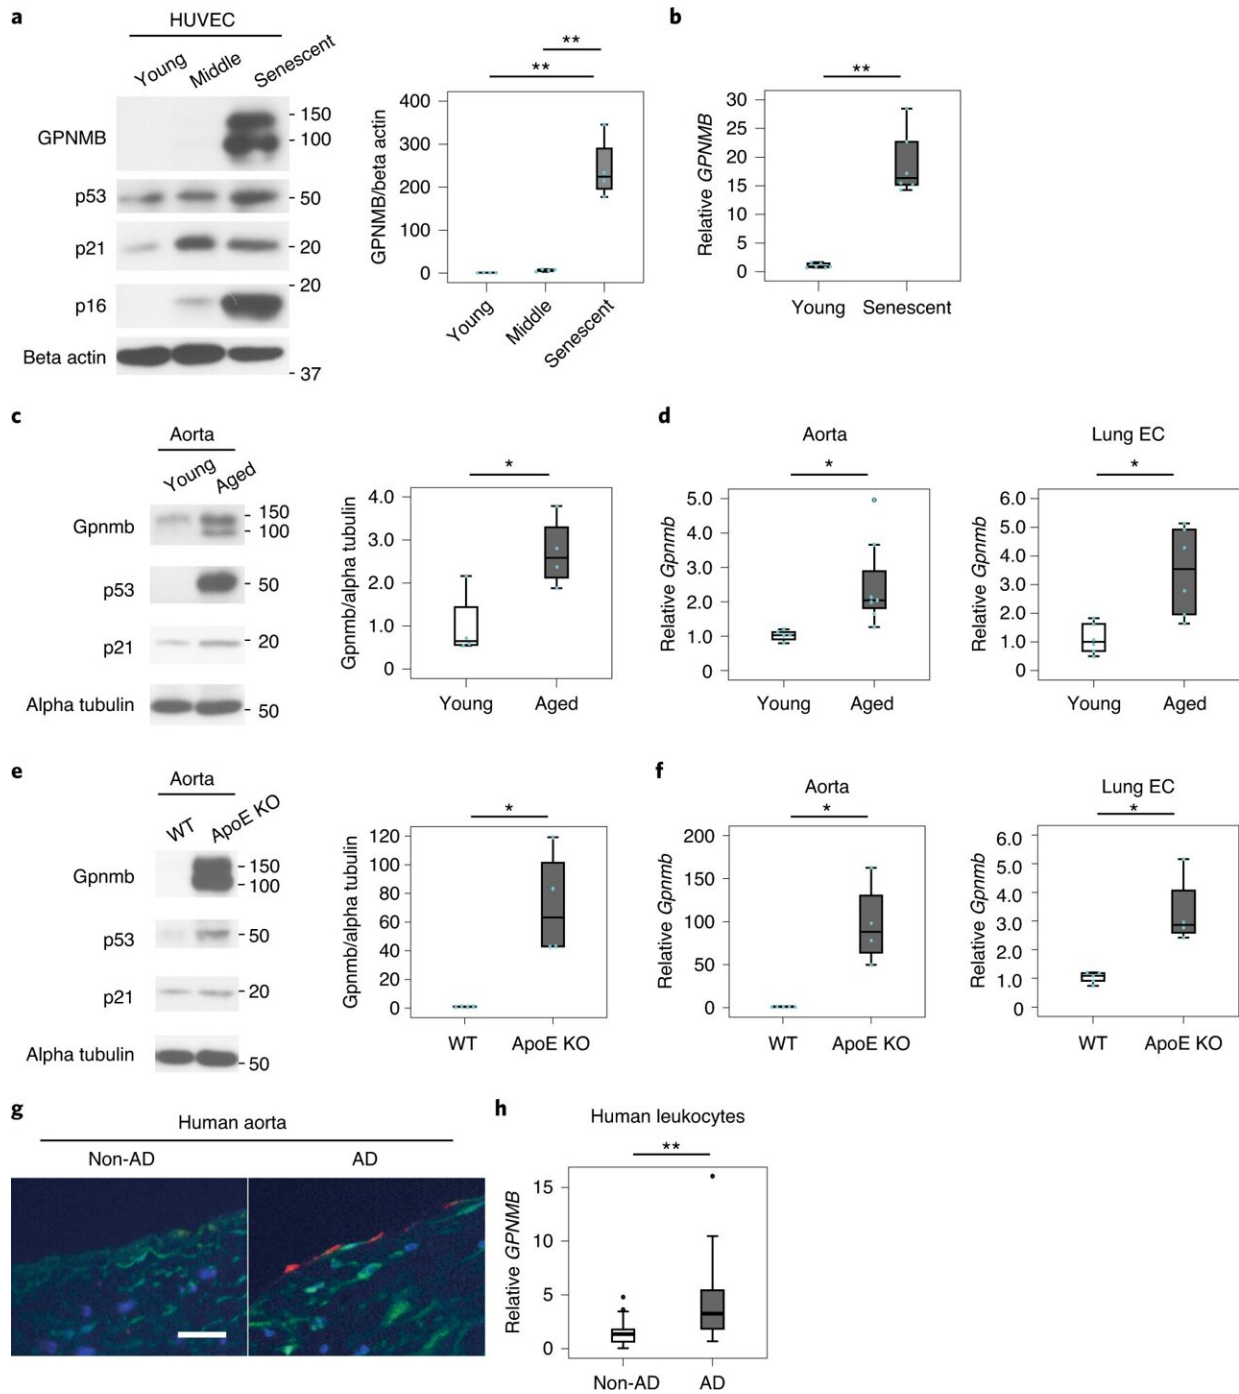 a
HUVEC
Young Middle Senescent
GPNMB
- 150
- 100
p53
- 50
p21
- 20
p16
- 20
Beta actin
- 37
** 
**
GPNMB/beta actin
400
300
200
100
0
Young Middle Senescent
b
**
Relative GPNMB
30
25
20
15
10
5
0
Young Senescent
c
Aorta
Young Aged
Gpnmb
- 150
- 100
p53
- 50
p21
- 20
Alpha tubulin
- 50
*
Gpnmb/alpha tubulin
4.0
3.0
2.0
1.0
0
Young Aged
d
Aorta
*
Relative Gpnmb
5.0
4.0
3.0
2.0
1.0
0
Young Aged
Lung EC
*
Relative Gpnmb
6.0
5.0
4.0
3.0
2.0
1.0
0
Young Aged
e
Aorta
WT ApoE KO
Gpnmb
- 150
- 100
p53
- 50
p21
- 20
Alpha tubulin
- 50
*
Gpnmb/alpha tubulin
120
100
80
60
40
20
0
WT ApoE KO
f
Aorta
*
Relative Gpnmb
200
150
100
50
0
WT ApoE KO
Lung EC
*
Relative Gpnmb
6.0
5.0
4.0
3.0
2.0
1.0
0
WT ApoE KO
g
Human aorta
Non-AD AD
h
Human leukocytes
**
Relative GPNMB
15
10
5
0
Non-AD AD